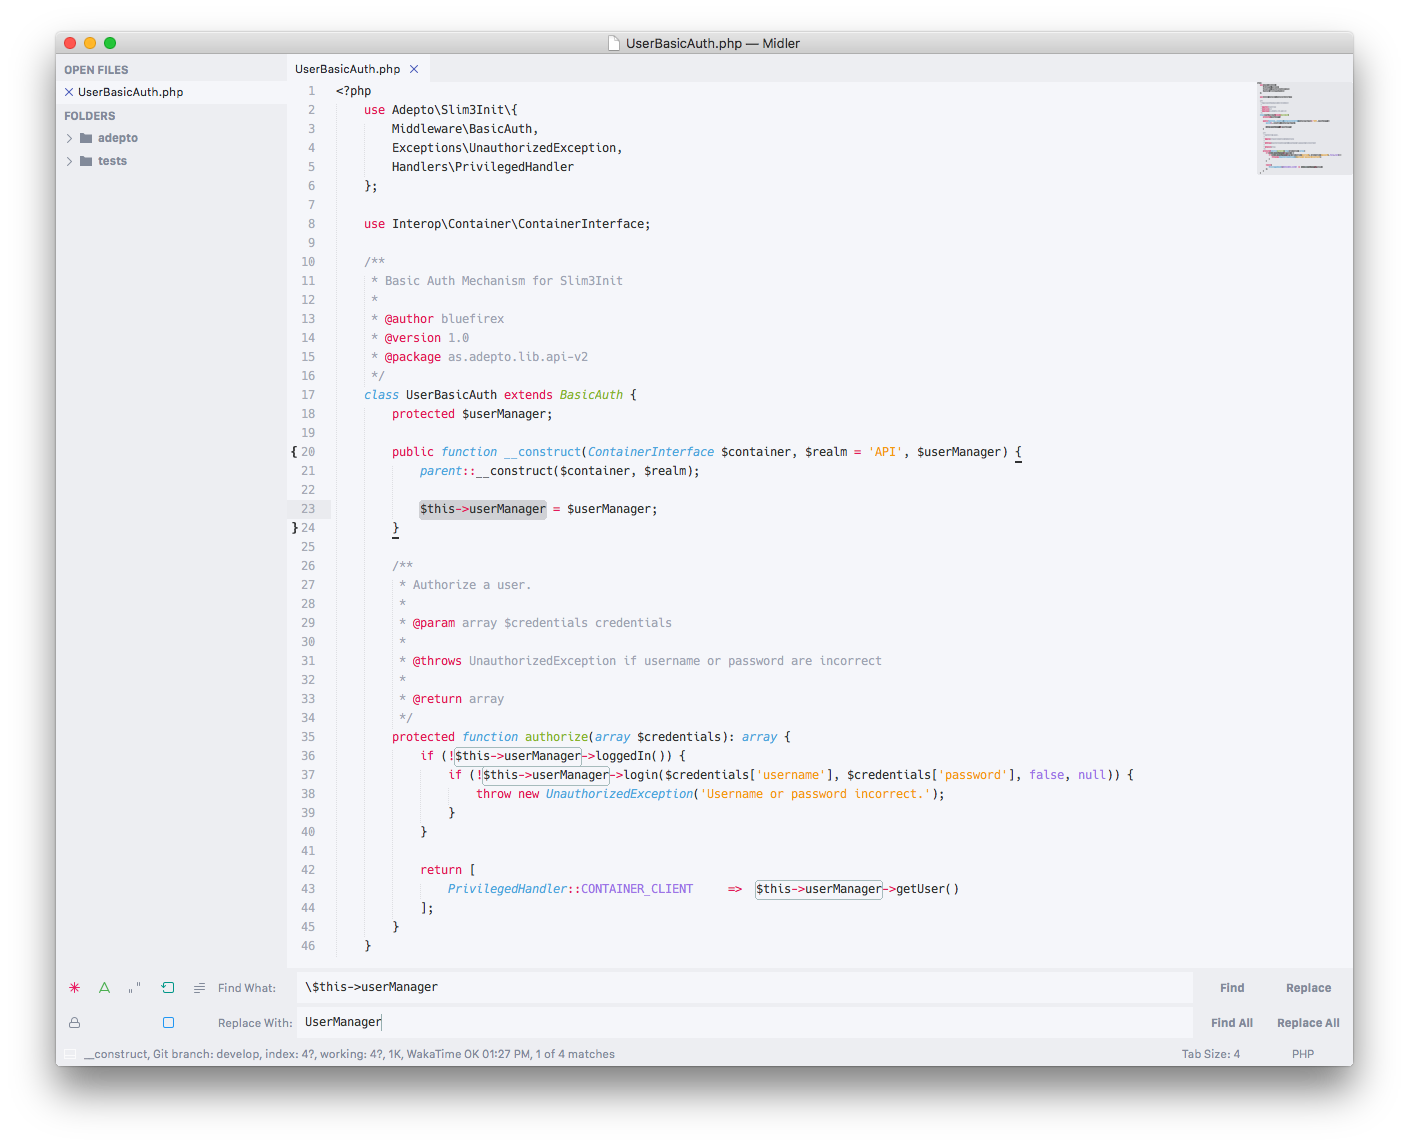 UserBasicAuth.php — Midler
OPEN FILES
UserBasicAuth.php
FOLDERS
adepto
tests
UserBasicAuth.php
1 <?php
2 use Adepto\Slim3Init\{
3 Middleware\BasicAuth,
4 Exceptions\UnauthorizedException,
5 Handlers\PrivilegedHandler
6 };
7
8 use Interop\Container\ContainerInterface;
9
10 /**
11 * Basic Auth Mechanism for Slim3Init
12 *
13 * @author bluefirex
14 * @version 1.0
15 * @package as.adepto.lib.api-v2
16 */
17 class UserBasicAuth extends BasicAuth {
18 protected $userManager;
19
{ 20 public function __construct(ContainerInterface $container, $realm = 'API', $userManager) {
21 parent::__construct($container, $realm);
22
23 $this->userManager = $userManager;
} 24 }
25
26 /**
27 * Authorize a user.
28 *
29 * @param array $credentials credentials
30 *
31 * @throws UnauthorizedException if username or password are incorrect
32 *
33 * @return array
34 */
35 protected function authorize(array $credentials): array {
36 if (!$this->userManager->loggedIn()) {
37 if (!$this->userManager->login($credentials['username'], $credentials['password'], false, null)) {
38 throw new UnauthorizedException('Username or password incorrect.');
39 }
40 }
41
42 return [
43 PrivilegedHandler::CONTAINER_CLIENT => $this->userManager->getUser()
44 ];
45 }
46 }
Find What: \$this->userManager Find Replace
Replace With: UserManager Find All Replace All
__construct, Git branch: develop, index: 4?, working: 4?, 1K, WakaTime OK 01:27 PM, 1 of 4 matches Tab Size: 4 PHP